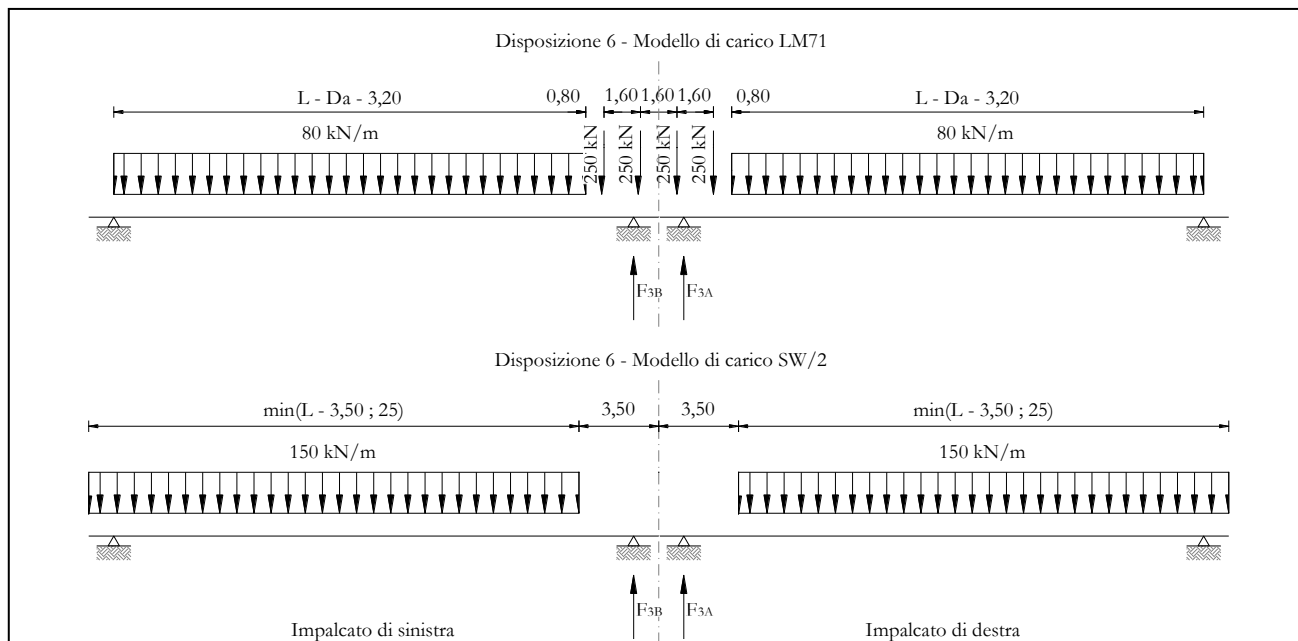 Disposizione 6 - Modello di carico LM71
L - Da - 3,20 0,80 1,60 1,60 1,60 0,80 L - Da - 3,20
80 kN/m 250 kN 250 kN 250 kN 250 kN 80 kN/m
F3B F3A
Disposizione 6 - Modello di carico SW/2
min(L - 3,50 ; 25) 3,50 3,50 min(L - 3,50 ; 25)
150 kN/m 150 kN/m
F3B F3A
Impalcato di sinistra Impalcato di destra